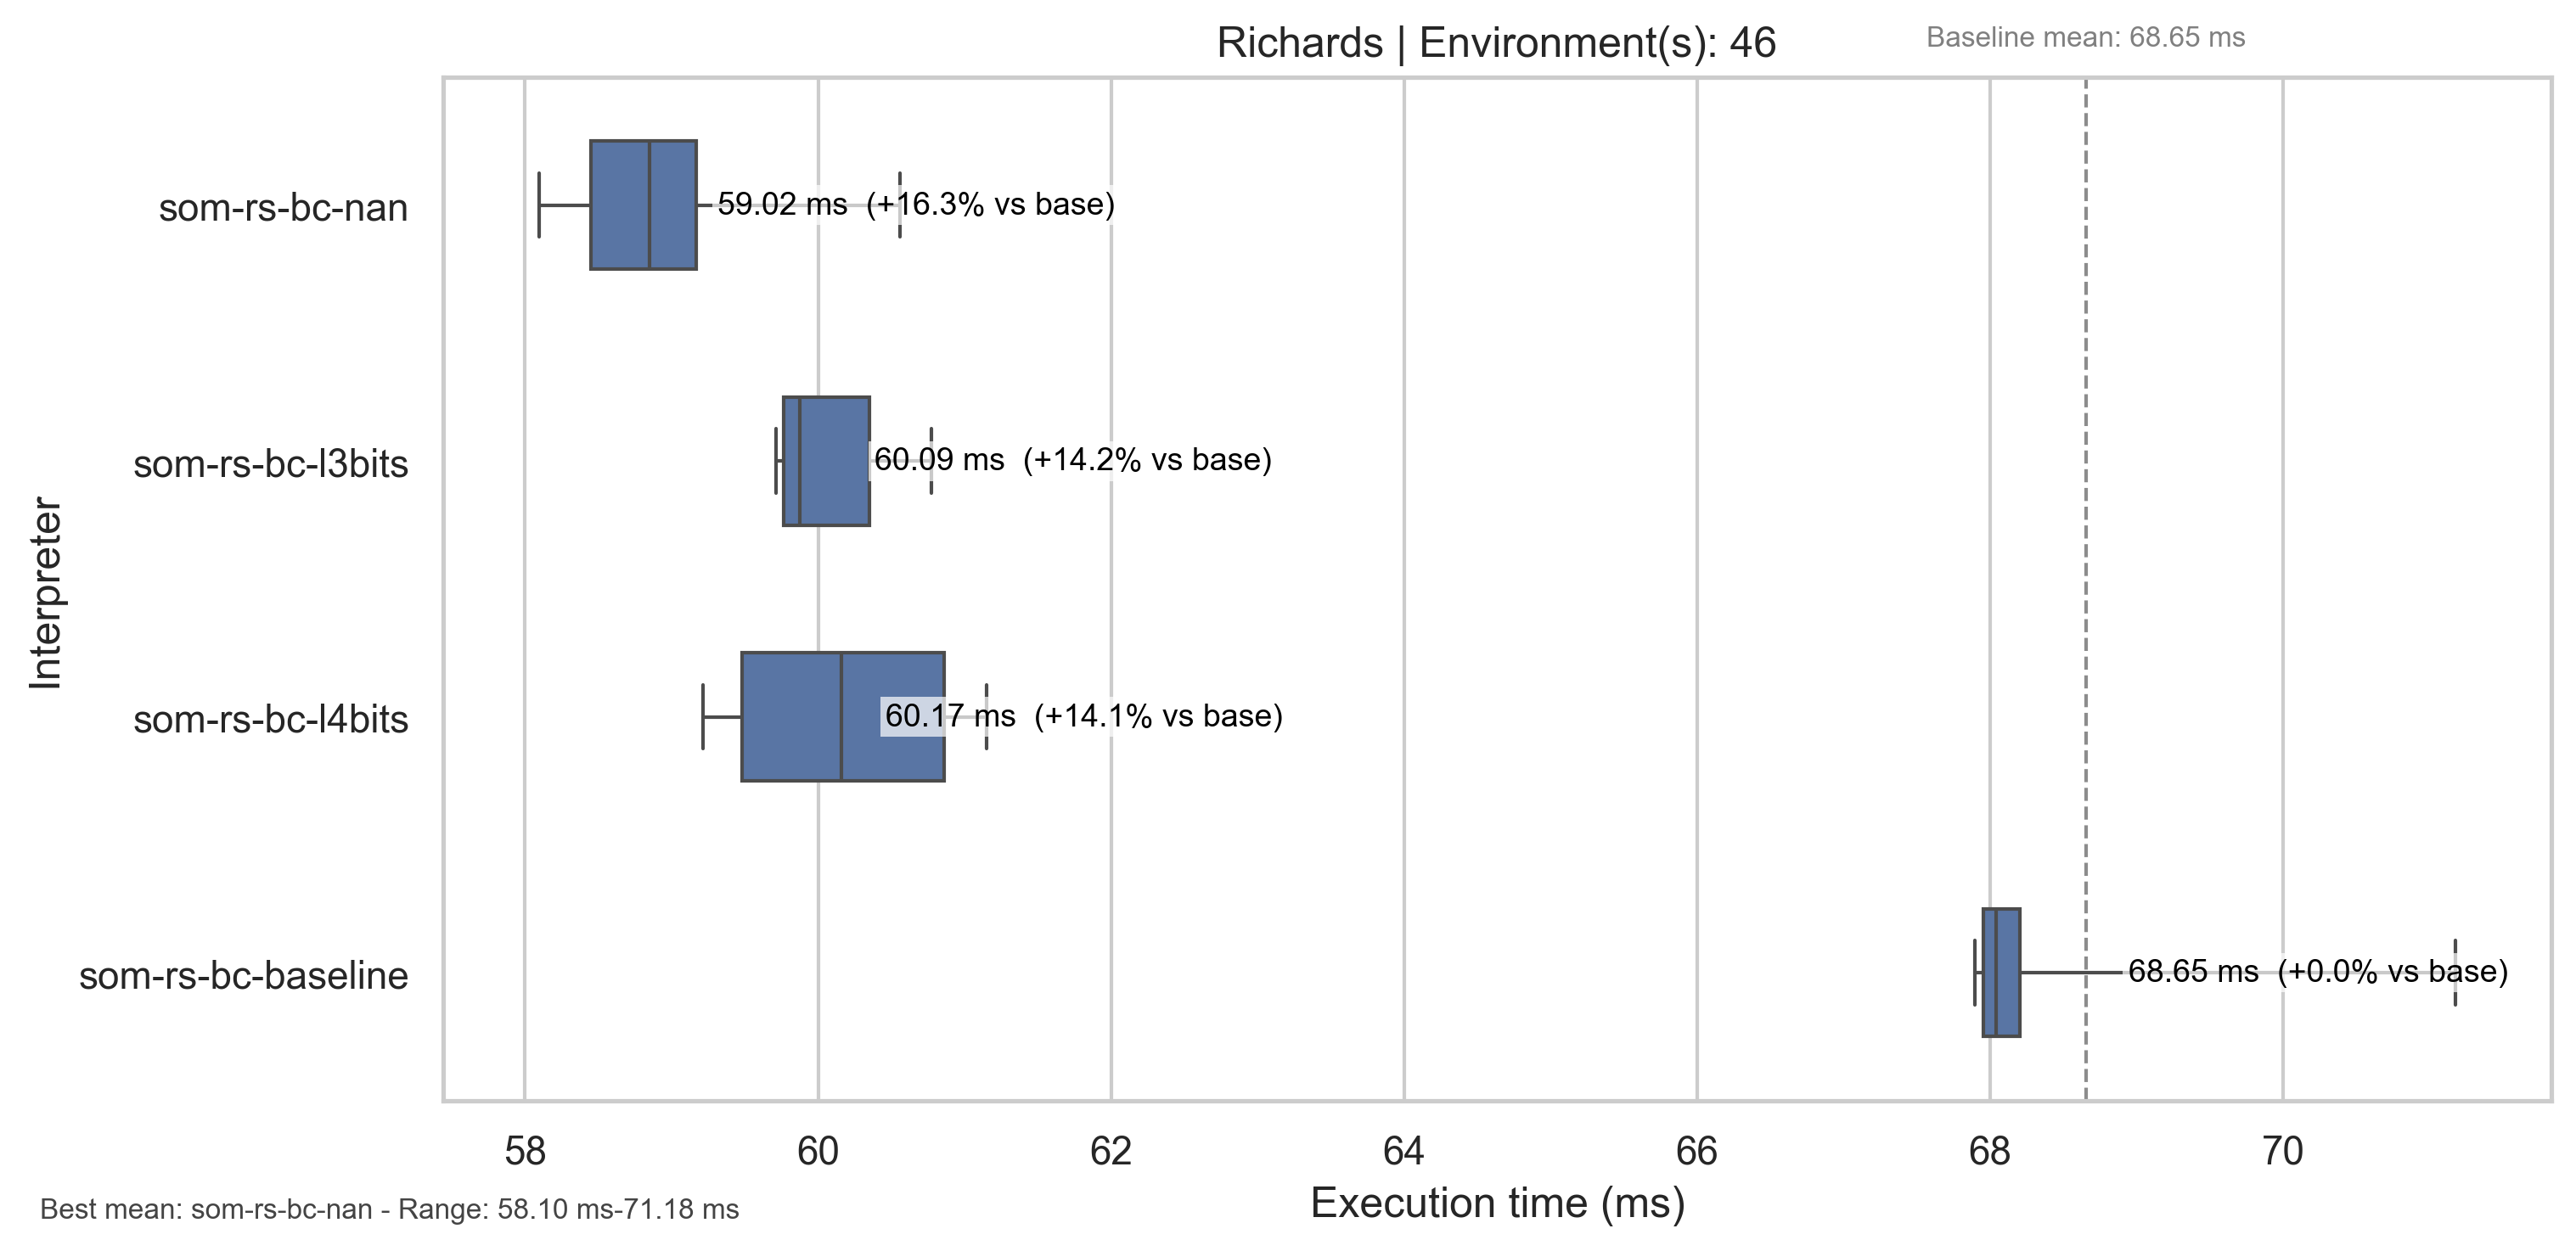 Richards | Environment(s): 46
Baseline mean: 68.65 ms
som-rs-bc-nan
59.02 ms  (+16.3% vs base)
som-rs-bc-l3bits
60.09 ms  (+14.2% vs base)
som-rs-bc-l4bits
60.17 ms  (+14.1% vs base)
som-rs-bc-baseline
68.65 ms  (+0.0% vs base)
Interpreter
58 60 62 64 66 68 70
Execution time (ms)
Best mean: som-rs-bc-nan - Range: 58.10 ms-71.18 ms